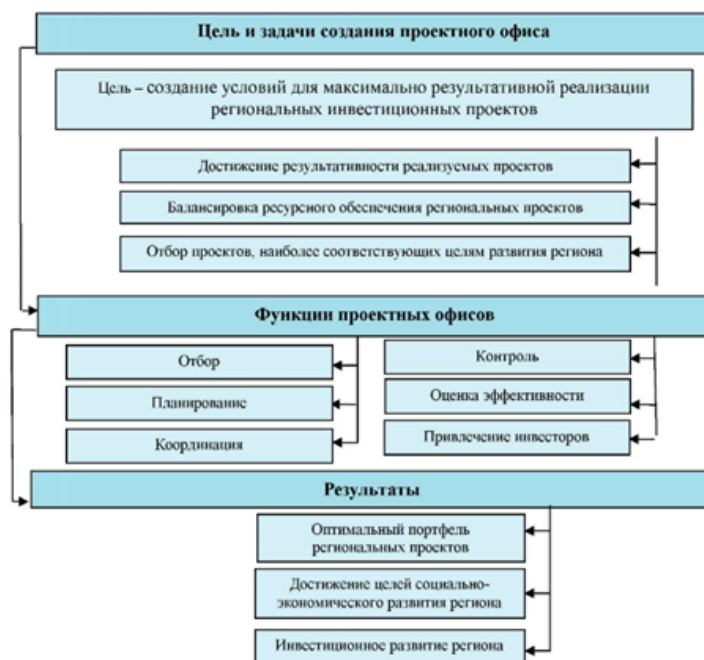 Цель и задачи создания проектного офиса
Цель – создание условий для максимально результативной реализации
региональных инвестиционных проектов
Достижение результативности реализуемых проектов
Балансировка ресурсного обеспечения региональных проектов
Отбор проектов, наиболее соответствующих целям развития региона
Функции проектных офисов
Отбор
Планирование
Координация
Контроль
Оценка эффективности
Привлечение инвесторов
Результаты
Оптимальный портфель
региональных проектов
Достижение целей социально-
экономического развития региона
Инвестиционное развитие региона